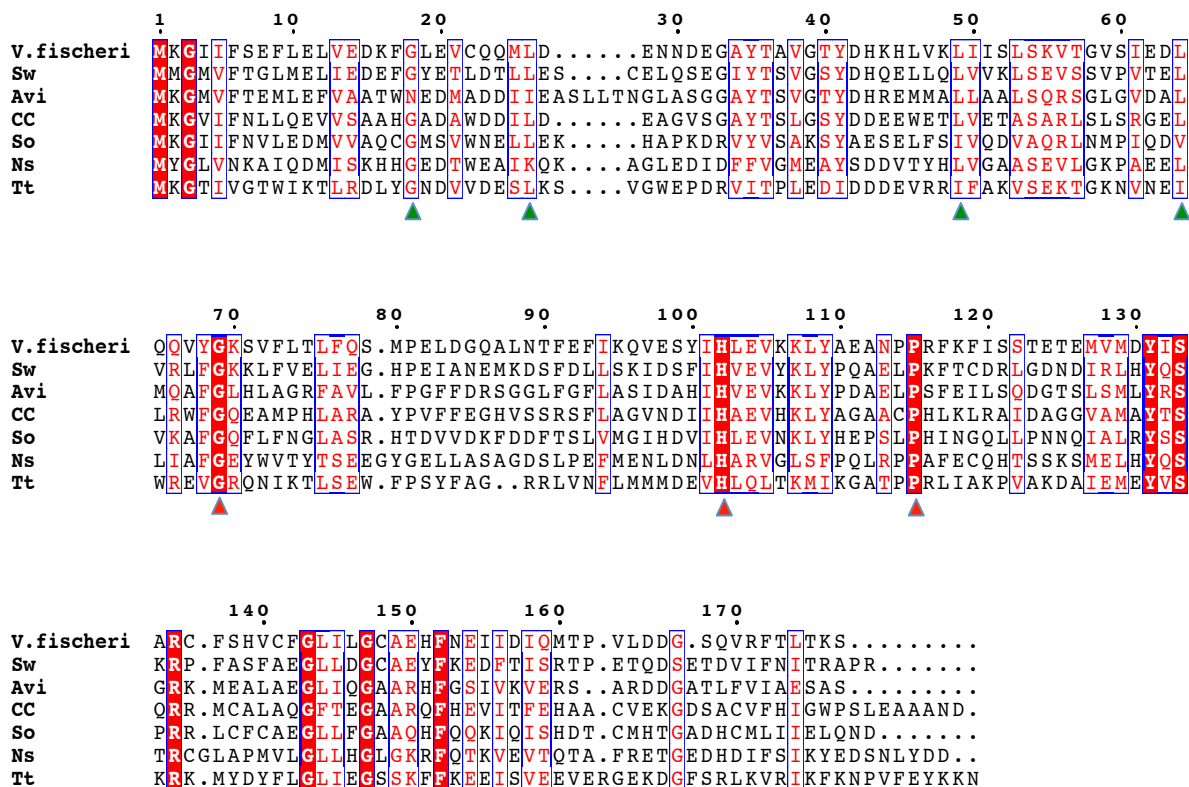 1 10 20 30 40 50 60
V.fischeri MKGIIFSEFLELVEDKFGLEVCQQMLD......ENNDEGAYTAVGTYDHKHLVKLIISLSKVTGVSIEDL
Sw MMGMVFTGLMELIEDEFGYETLDTLLES.....CELQSEGIYTSVGSYDHQELLQLVVKLSEVSSVPVTEL
Avi MKGMVFTEMLEFVAATWNEDMADDIIEASLLTNGLASGGAYTSVGTYDHREMMALLAALSQRSGLGVDAL
CC MKGVIFNLLQEVVSAAHGADAWDDILD......EAGVSGAYTSLGSYDDEEWETLVETASARLSLSRGEL
So MKGIIFNVLEDMVVAQCGMSVWNELLEK.....HAPKDRVYVSAKSYAESELFSIVQDVAQRLNMPIQDV
Ns MYGLVNKAIQDMISKHHGEDTWEAIKQK....AGLEDIDFFVGMEAYSDDVTYHLVGAASEVLGKPAEEL
Tt MKGTIVGTWIKTLRDLYGNDVVDESLKS....VGWEPDRVITPLEDIDDDEVRRIFAKVSEKTGKNVNEI
70 80 90 100 110 120 130
V.fischeri QQVYGKSVFLTLFQS.MPELDGQALNTFEFIKQVESYIHLEVKKLYAEANPPRFKFISSTETEMVMDYIS
Sw VRLFGKKLFVELIEG.HPEIANEMKDSFDLLSKIDSFIHVEVYKLYPQAELPKFTCDRLGDNDIRLHYQS
Avi MQAFGLHLAGRFAVL.FPGFFDRSGGLFGFLASIDAHIHVEVKKLYPDAELPSFEILSQDGTSLSMLYRS
CC LRWFGQEAMPHLARA.YPVFFEGHVSSRSFLAGVNDIIHAEVHKLYAGAACPHLKLRAIDAGGVAMAYTS
So VKAFGQFLFNGLASR.HTDVVDKFDDFTSLVMGIHDVIHLEVNKLYHEPSLPHINGQLLPNNQIALRYSS
Ns LIAFGEYWVTYTSEEGYGELLASAGDSLPEFMENLDNLHARVGLSFPQLRPPAFECQHTSSKSMELHYQS
Tt WREVGRQNIKTLSEW.FPSYFAG..RRLVNFLMMMDEVHLQLTKMIKGATPPRLIAKPVAKDAIEMEYVS
140 150 160 170
V.fischeri ARC.FSHVCFGLILGCAEHFNEIIDIQMTP.VLDDG.SQVRFTLTKS.........
Sw KRP.FASFAEGLLDGCAEYFKEDFTISRTP.ETQDSETDVIFNITRAPR.......
Avi GRK.MEALAEGLIQGAARHFGSIVKVERS..ARDDGATLFVIAESAS.........
CC QRR.MCALAQGFTEGAARQFHEVITFEHAA.CVEKGDSACVFHIGWPSLEAAAND.
So PRR.LCFCAEGLLFGAAQHFQQKIQISHDT.CMHTGADHCMLIIELQND.......
Ns TRCGLAPMVLGLLHGLGKRFQTKVEVTQTA.FRETGEDHDIFSIKYEDSNLYDD..
Tt KRK.MYDYFLGLIEGSSKFFKEEISVEEVERGEKDGFSRLKVRIKFKNPVFEYKKN